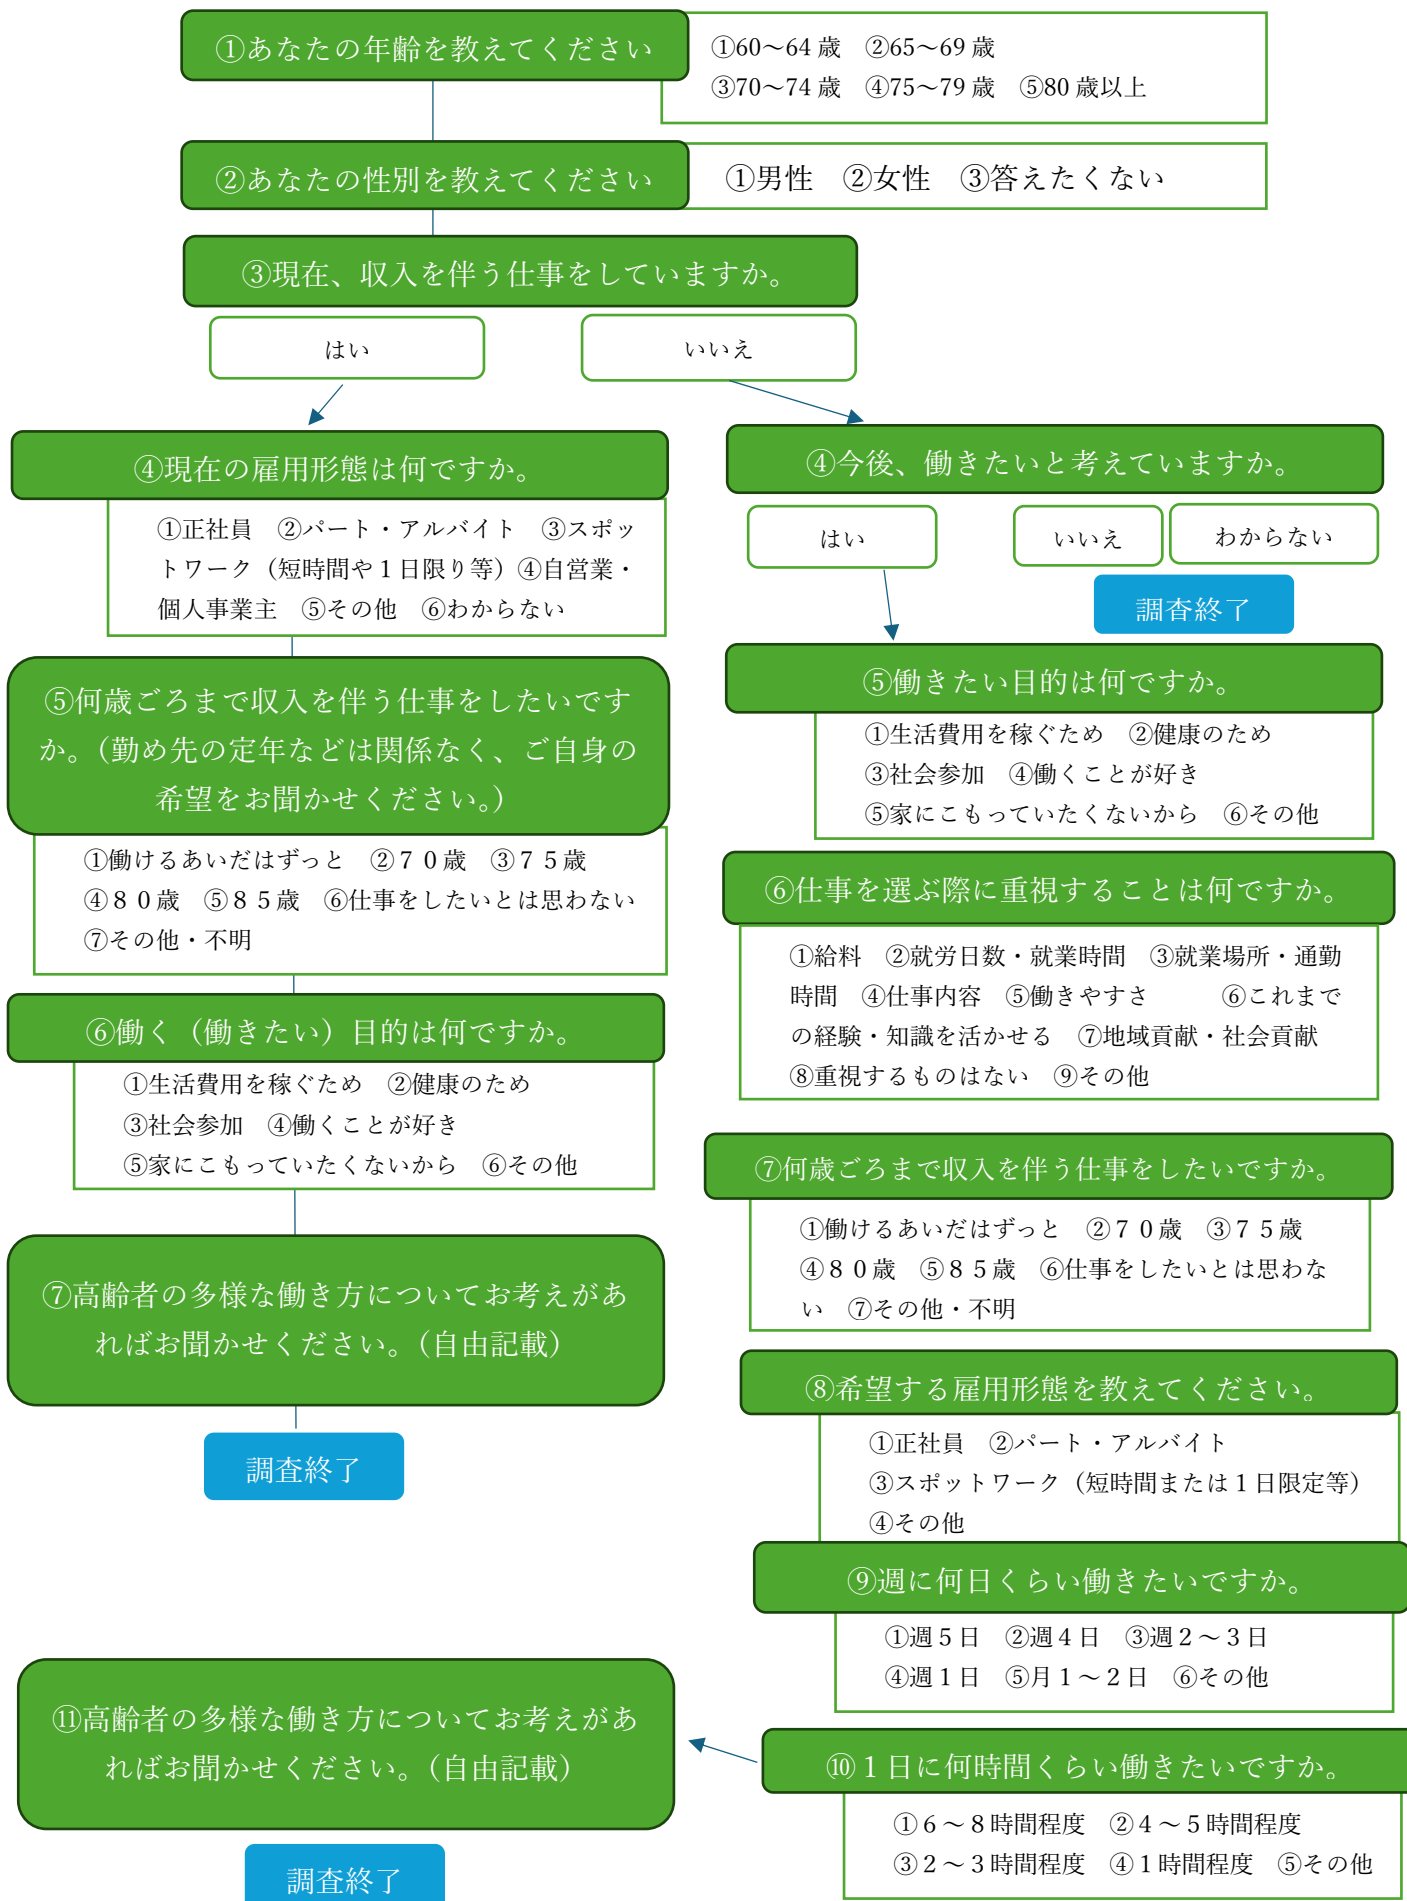 ①あなたの年齢を教えてください
①60～64 歳　②65～69 歳
③70～74 歳　④75～79 歳　⑤80 歳以上
②あなたの性別を教えてください
①男性　②女性　③答えたくない
③現在、収入を伴う仕事をしていますか。
はい
いいえ
④現在の雇用形態は何ですか。
①正社員　②パート・アルバイト　③スポッ
トワーク（短時間や１日限り等）④自営業・
個人事業主　⑤その他　⑥わからない
⑤何歳ごろまで収入を伴う仕事をしたいです
か。（勤め先の定年などは関係なく、ご自身の
希望をお聞かせください。）
①働けるあいだはずっと　②７０歳　③７５歳
④８０歳　⑤８５歳　⑥仕事をしたいとは思わない
⑦その他・不明
⑥働く（働きたい）目的は何ですか。
①生活費用を稼ぐため　②健康のため
③社会参加　④働くことが好き
⑤家にこもっていたくないから　⑥その他
⑦高齢者の多様な働き方についてお考えがあ
ればお聞かせください。（自由記載）
調査終了
④今後、働きたいと考えていますか。
はい
いいえ
わからない
調査終了
⑤働きたい目的は何ですか。
①生活費用を稼ぐため　②健康のため
③社会参加　④働くことが好き
⑤家にこもっていたくないから　⑥その他
⑥仕事を選ぶ際に重視することは何ですか。
①給料　②就労日数・就業時間　③就業場所・通勤
時間　④仕事内容　⑤働きやすさ　　　⑥これまで
の経験・知識を活かせる　⑦地域貢献・社会貢献
⑧重視するものはない　⑨その他
⑦何歳ごろまで収入を伴う仕事をしたいですか。
①働けるあいだはずっと　②７０歳　③７５歳
④８０歳　⑤８５歳　⑥仕事をしたいとは思わな
い　⑦その他・不明
⑧希望する雇用形態を教えてください。
①正社員　②パート・アルバイト
③スポットワーク（短時間または１日限定等）
④その他
⑨週に何日くらい働きたいですか。
①週５日　②週４日　③週２～３日
④週１日　⑤月１～２日　⑥その他
⑩１日に何時間くらい働きたいですか。
①６～８時間程度　②４～５時間程度
③２～３時間程度　④１時間程度　⑤その他
⑪高齢者の多様な働き方についてお考えがあ
ればお聞かせください。（自由記載）
調査終了